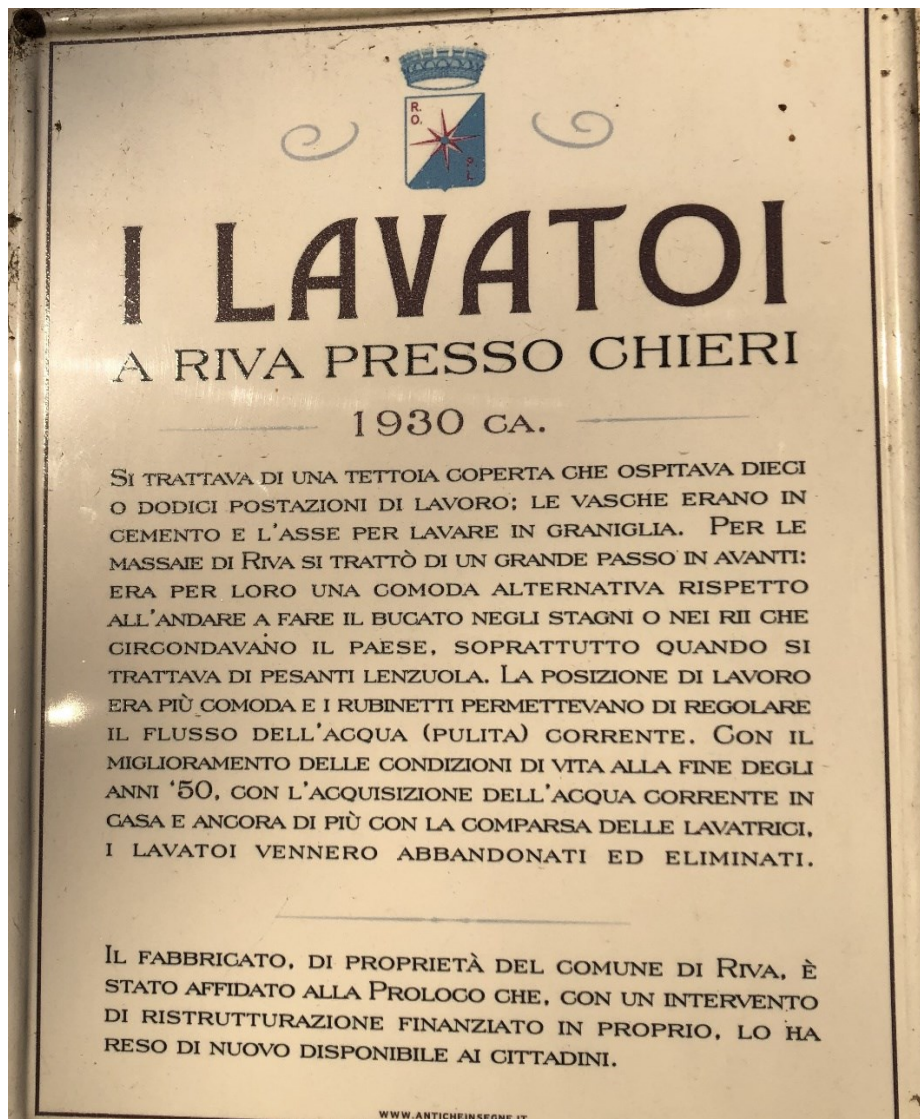 R.
O.
P.
L.
I LAVATOI
A RIVA PRESSO CHIERI
1930 CA.
SI TRATTAVA DI UNA TETTOIA COPERTA CHE OSPITAVA DIECI
O DODICI POSTAZIONI DI LAVORO; LE VASCHE ERANO IN
CEMENTO E L'ASSE PER LAVARE IN GRANIGLIA. PER LE
MASSAIE DI RIVA SI TRATTÒ DI UN GRANDE PASSO IN AVANTI:
ERA PER LORO UNA COMODA ALTERNATIVA RISPETTO
ALL'ANDARE A FARE IL BUCATO NEGLI STAGNI O NEI RII CHE
CIRCONDAVANO IL PAESE, SOPRATTUTTO QUANDO SI
TRATTAVA DI PESANTI LENZUOLA. LA POSIZIONE DI LAVORO
ERA PIÙ COMODA E I RUBINETTI PERMETTEVANO DI REGOLARE
IL FLUSSO DELL'ACQUA (PULITA) CORRENTE. CON IL
MIGLIORAMENTO DELLE CONDIZIONI DI VITA ALLA FINE DEGLI
ANNI '50, CON L'ACQUISIZIONE DELL'ACQUA CORRENTE IN
CASA E ANCORA DI PIÙ CON LA COMPARSA DELLE LAVATRICI,
I LAVATOI VENNERO ABBANDONATI ED ELIMINATI.
IL FABBRICATO, DI PROPRIETÀ DEL COMUNE DI RIVA, È
STATO AFFIDATO ALLA PROLOCO CHE, CON UN INTERVENTO
DI RISTRUTTURAZIONE FINANZIATO IN PROPRIO, LO HA
RESO DI NUOVO DISPONIBILE AI CITTADINI.
WWW.ANTICHEINSEGNE.IT